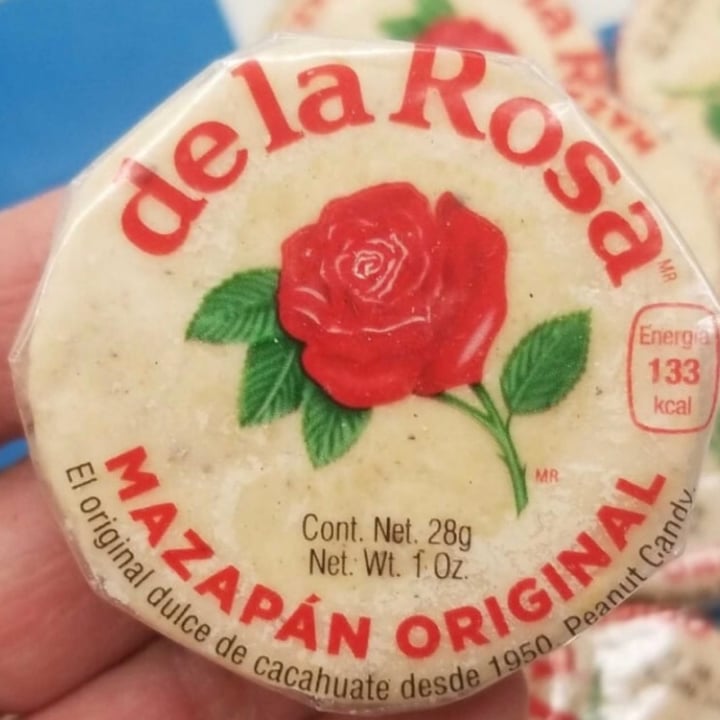 de la Rosa
MR
Energía
133
kcal
MR
Cont. Net. 28g
Net. Wt. 1 Oz.
MAZAPÁN ORIGINAL
El original dulce de cacahuate desde 1950. Peanut Candy.